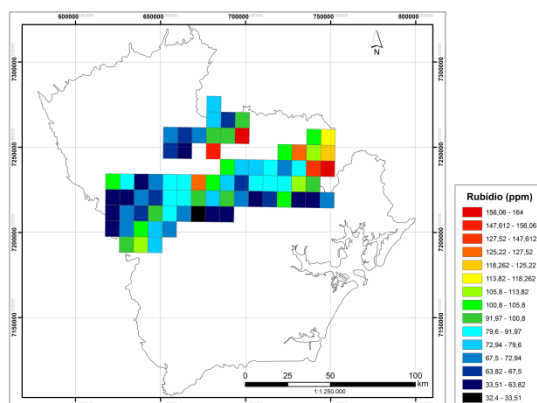 600000 650000 700000 750000 800000
7300000
7250000
7200000
7150000
N
Rubídio (ppm)
156,08 - 164
147,612 - 156,08
127,52 - 147,612
125,22 - 127,52
118,262 - 125,22
113,82 - 118,262
105,8 - 113,82
100,8 - 105,8
91,97 - 100,8
79,6 - 91,97
72,94 - 79,6
67,5 - 72,94
63,82 - 67,5
33,51 - 63,82
32,4 - 33,51
0 25 50 100
km
1:1.250.000